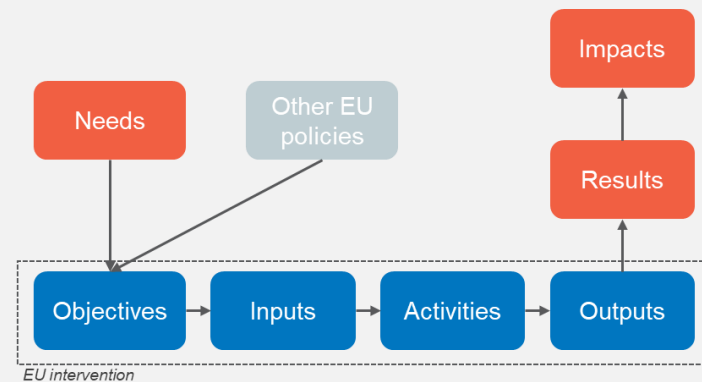 Impacts
Needs
Other EU
policies
Results
Objectives
Inputs
Activities
Outputs
EU intervention